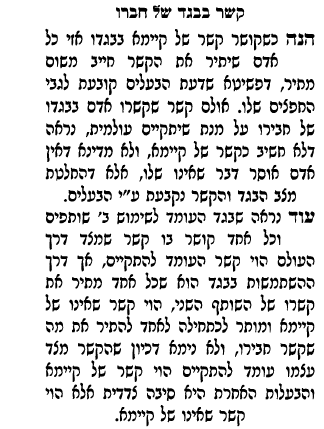 קשר בבגד של חברו
הנה כשקושר קשר של קיימא בבגדו אזי כל
אדם שיתיר את הקשר חייב משום
מתיר, דפשיטא שדעת הבעלים קובעת לגבי
החפצים שלו. אולם קשר שקשרו אדם בבגדו
של חבירו על מנת שיתקיים עולמית, נראה
דלא חשיב כקשר של קיימא, ולא מדינא דאין
אדם אוסר דבר שאינו שלו, אלא דהחלטת
מצב הבגד והקשר נקבעת ע"י הבעלים.
עוד נראה שבגד העומד לשימוש ב' שותפים
וכל אחד קושר בו קשר שמצד דרך
העולם הוי קשר העומד להתקיים, אך דרך
ההשתמשות בבגד הוא שכל אחד מתיר את
קשרו של השותף השני, הוי קשר שאינו של
קיימא ומותר לכתחילה לאחד להתיר את מה
שקשר חבירו, ולא נימא דכיון שהקשר מצד
עצמו עומד להתקיים הוי קשר של קיימא
והבעלות האחרת היא סיבה צדדית אלא הוי
קשר שאינו של קיימא.